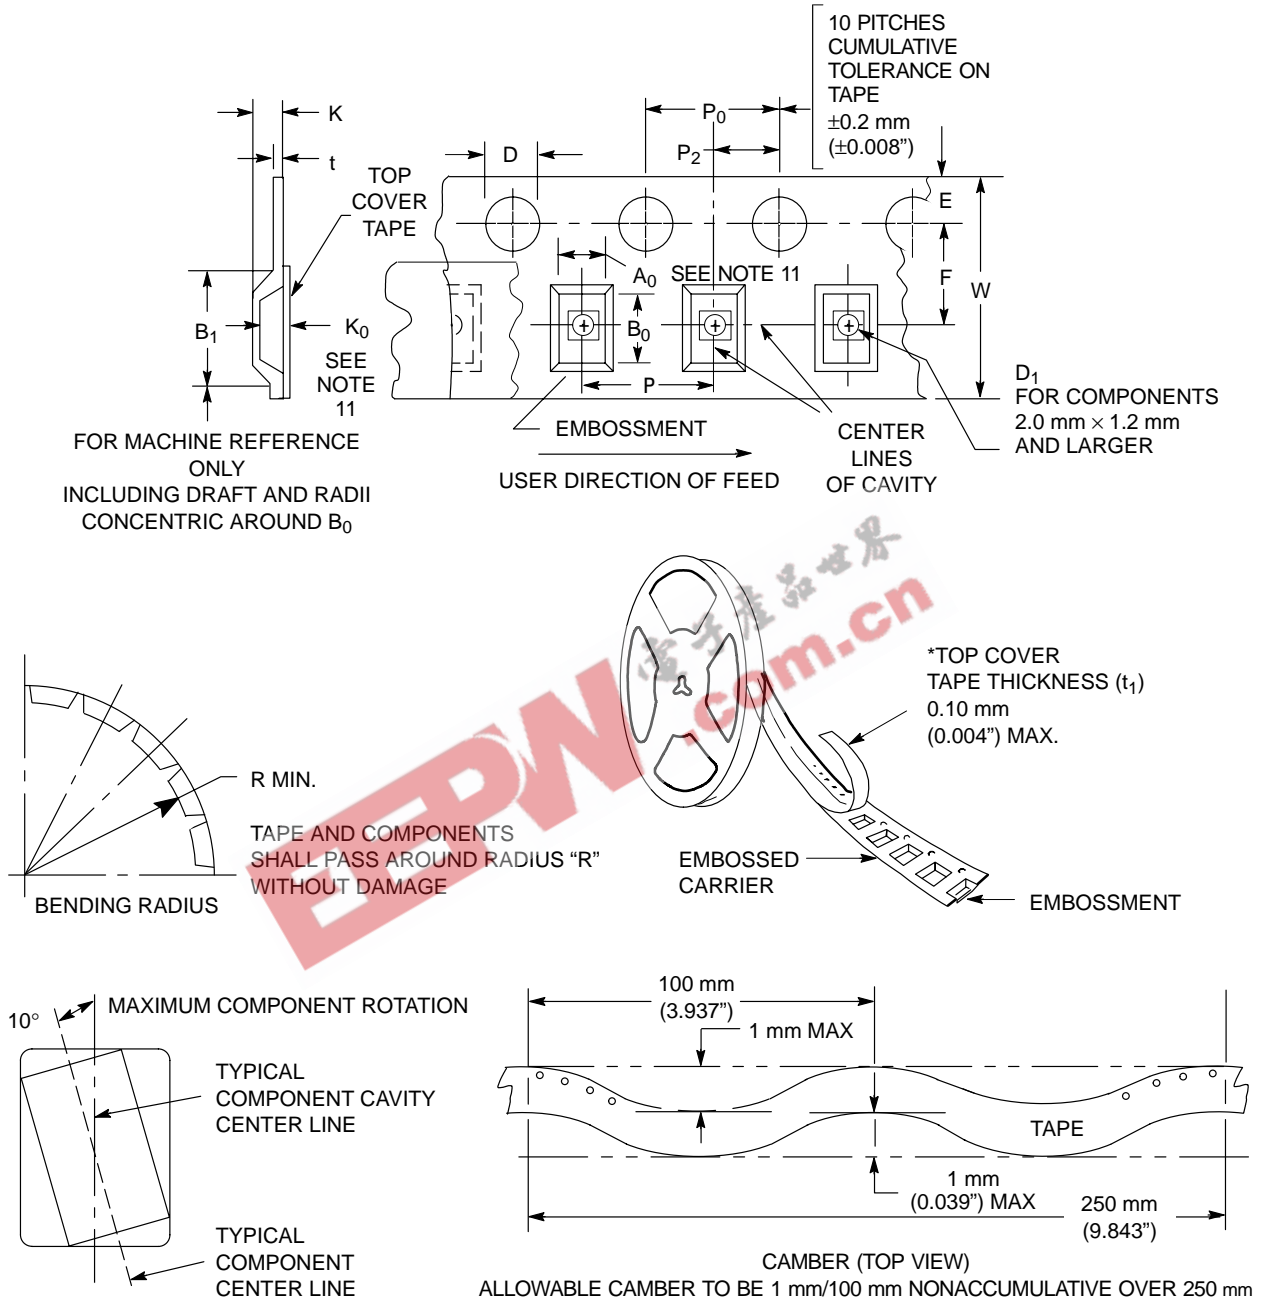 10 PITCHES
CUMULATIVE
TOLERANCE ON
TAPE
±0.2 mm
(±0.008”)
K
t
D
P0
P2
E
F
W
TOP
COVER
TAPE
A0
SEE NOTE 11
B1
K0
B0
SEE
NOTE
11
P
D1
FOR COMPONENTS
2.0 mm × 1.2 mm
AND LARGER
FOR MACHINE REFERENCE
ONLY
INCLUDING DRAFT AND RADII
CONCENTRIC AROUND B0
EMBOSSMENT
USER DIRECTION OF FEED
CENTER
LINES
OF CAVITY
電子產品世界
EEPW.com.cn
*TOP COVER
TAPE THICKNESS (t1)
0.10 mm
(0.004”) MAX.
R MIN.
TAPE AND COMPONENTS
SHALL PASS AROUND RADIUS “R”
WITHOUT DAMAGE
BENDING RADIUS
EMBOSSED
CARRIER
EMBOSSMENT
10°
MAXIMUM COMPONENT ROTATION
TYPICAL
COMPONENT CAVITY
CENTER LINE
TYPICAL
COMPONENT
CENTER LINE
100 mm
(3.937”)
1 mm MAX
TAPE
1 mm
(0.039”) MAX
250 mm
(9.843”)
CAMBER (TOP VIEW)
ALLOWABLE CAMBER TO BE 1 mm/100 mm NONACCUMULATIVE OVER 250 mm